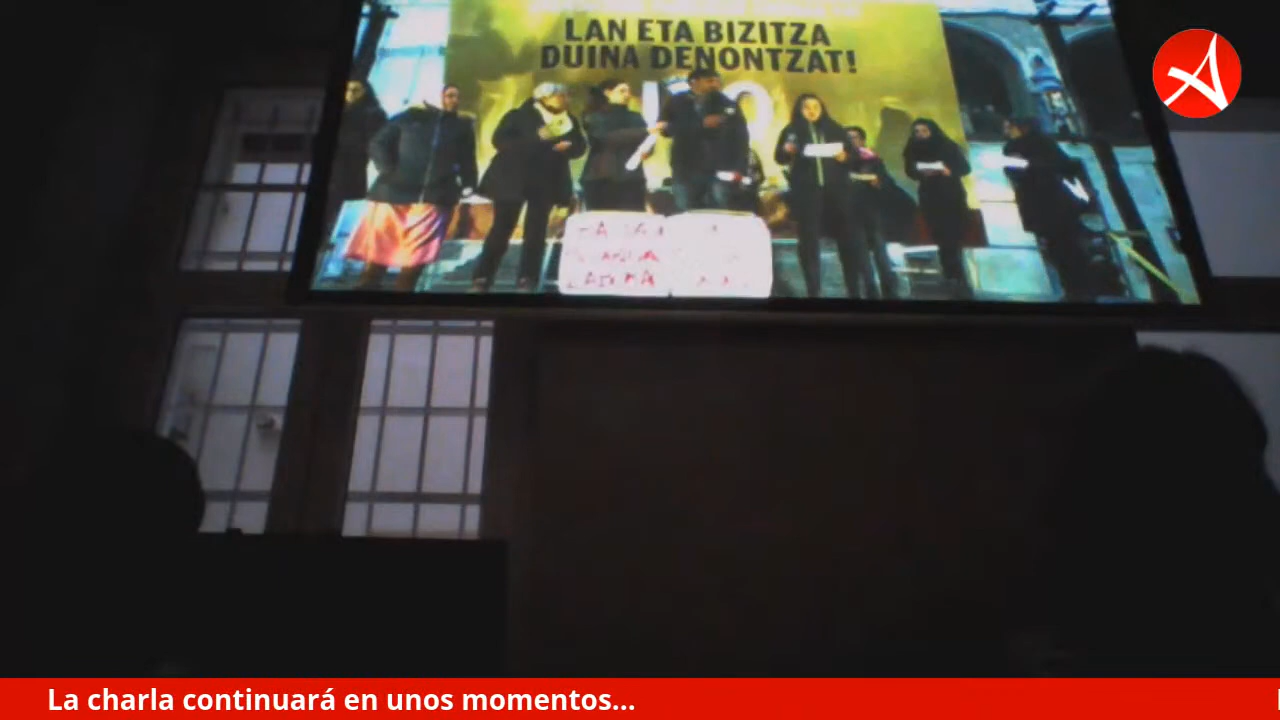 LAN ETA BIZITZA
DUINA DENONTZAT!
La charla continuará en unos momentos...